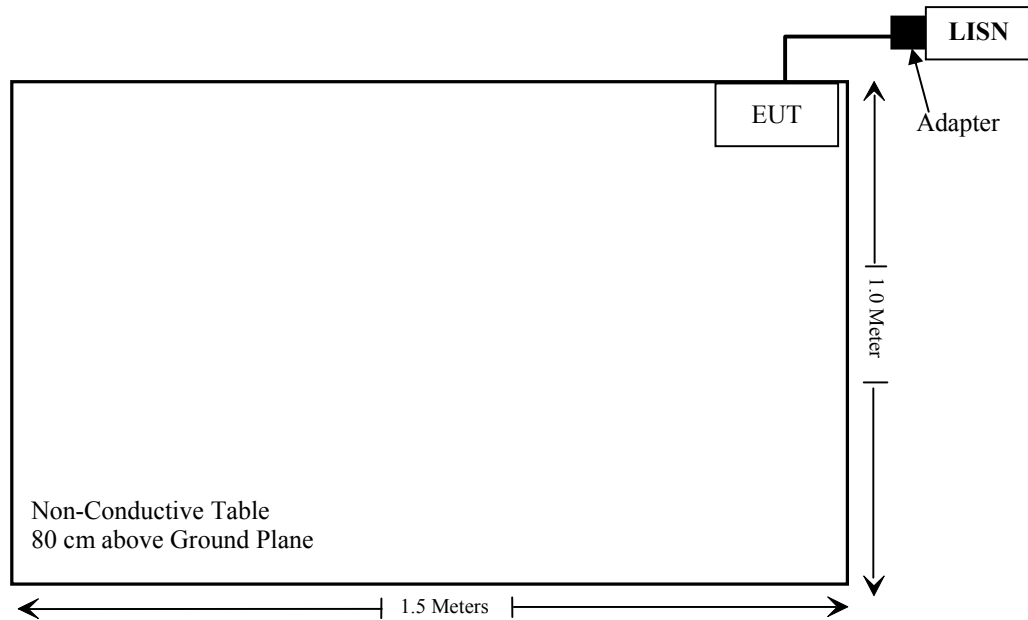 LISN
EUT
Adapter
1.0 Meter
Non-Conductive Table
80 cm above Ground Plane
1.5 Meters